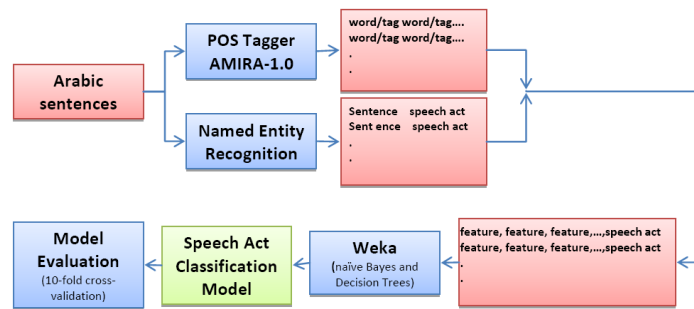 Arabic
sentences
POS Tagger
AMIRA-1.0
word/tag word/tag....
word/tag word/tag....
.
.
Named Entity
Recognition
Sentence speech act
Sent ence speech act
.
.
Model
Evaluation
(10-fold cross-
validation)
Speech Act
Classification
Model
Weka
(naïve Bayes and
Decision Trees)
feature, feature, feature,...,speech act
feature, feature, feature,...,speech act
.
.